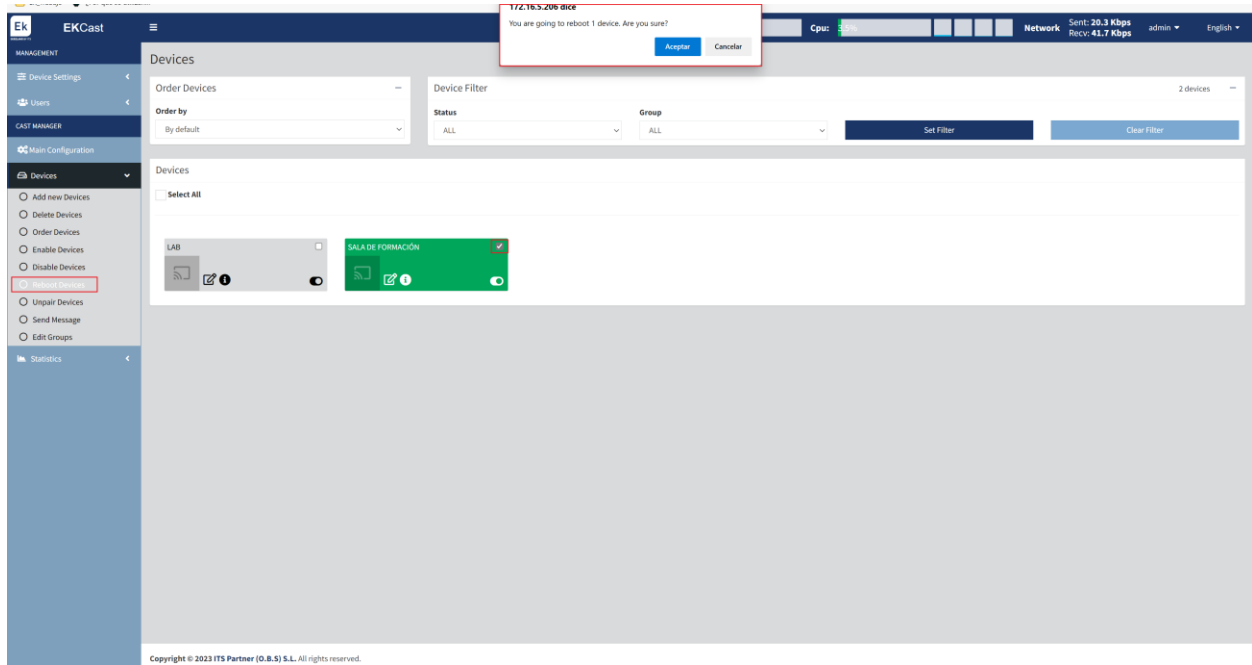 172.16.5.206 dice
You are going to reboot 1 device. Are you sure?
Aceptar
Cancelar
Ek
EKCast
Cpu: 3.5%
Network
Sent: 20.3 Kbps
Recv: 41.7 Kbps
admin
English
MANAGEMENT
Device Settings
Users
CAST MANAGER
Main Configuration
Devices
Add new Devices
Delete Devices
Order Devices
Enable Devices
Disable Devices
Reboot Devices
Unpair Devices
Send Message
Edit Groups
Statistics
Devices
Order Devices
Order by
By default
Device Filter
2 devices
Status
ALL
Group
ALL
Set Filter
Clear Filter
Devices
Select All
LAB
SALA DE FORMACIÓN
Copyright © 2023 ITS Partner (O.B.S) S.L. All rights reserved.